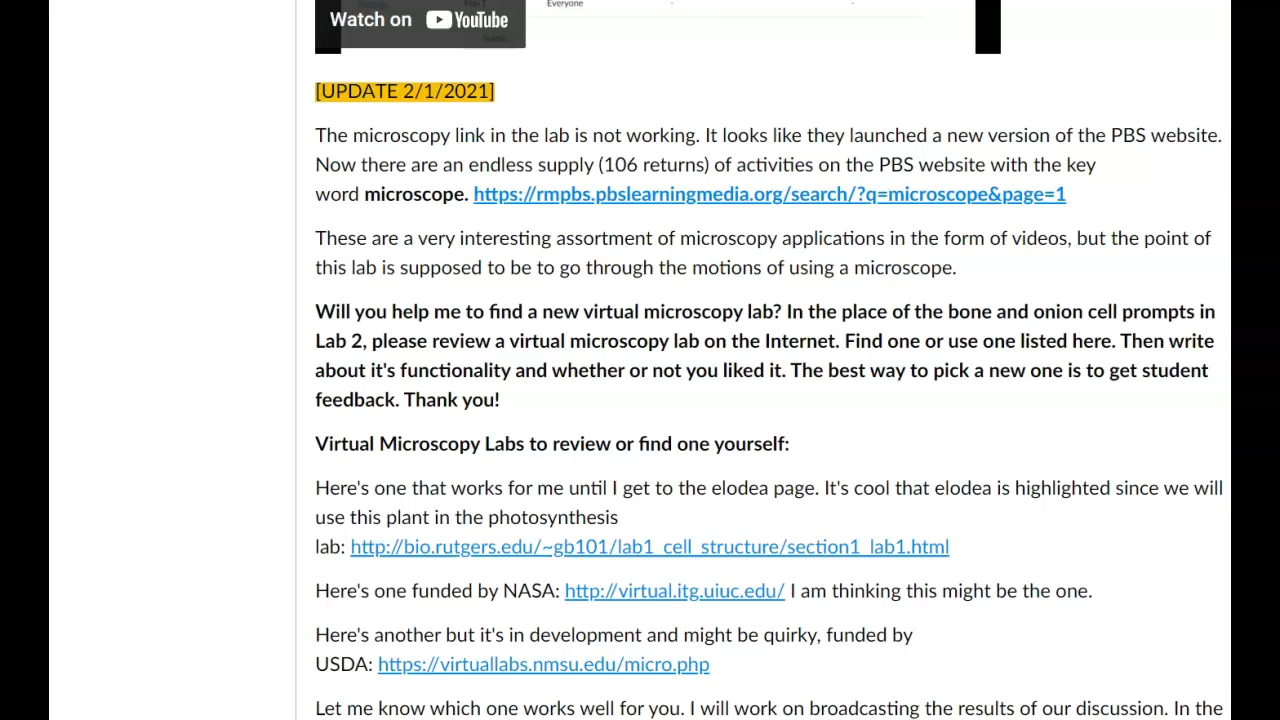 Everyone
Watch on YouTube
[UPDATE 2/1/2021]
The microscopy link in the lab is not working. It looks like they launched a new version of the PBS website.
Now there are an endless supply (106 returns) of activities on the PBS website with the key
word microscope. https://rmpbs.pbslearningmedia.org/search/?q=microscope&page=1
These are a very interesting assortment of microscopy applications in the form of videos, but the point of
this lab is supposed to be to go through the motions of using a microscope.
Will you help me to find a new virtual microscopy lab? In the place of the bone and onion cell prompts in
Lab 2, please review a virtual microscopy lab on the Internet. Find one or use one listed here. Then write
about it's functionality and whether or not you liked it. The best way to pick a new one is to get student
feedback. Thank you!
Virtual Microscopy Labs to review or find one yourself:
Here's one that works for me until I get to the elodea page. It's cool that elodea is highlighted since we will
use this plant in the photosynthesis
lab: http://bio.rutgers.edu/~gb101/lab1_cell_structure/section1_lab1.html
Here's one funded by NASA: http://virtual.itg.uiuc.edu/ I am thinking this might be the one.
Here's another but it's in development and might be quirky, funded by
USDA: https://virtuallabs.nmsu.edu/micro.php
Let me know which one works well for you. I will work on broadcasting the results of our discussion. In the